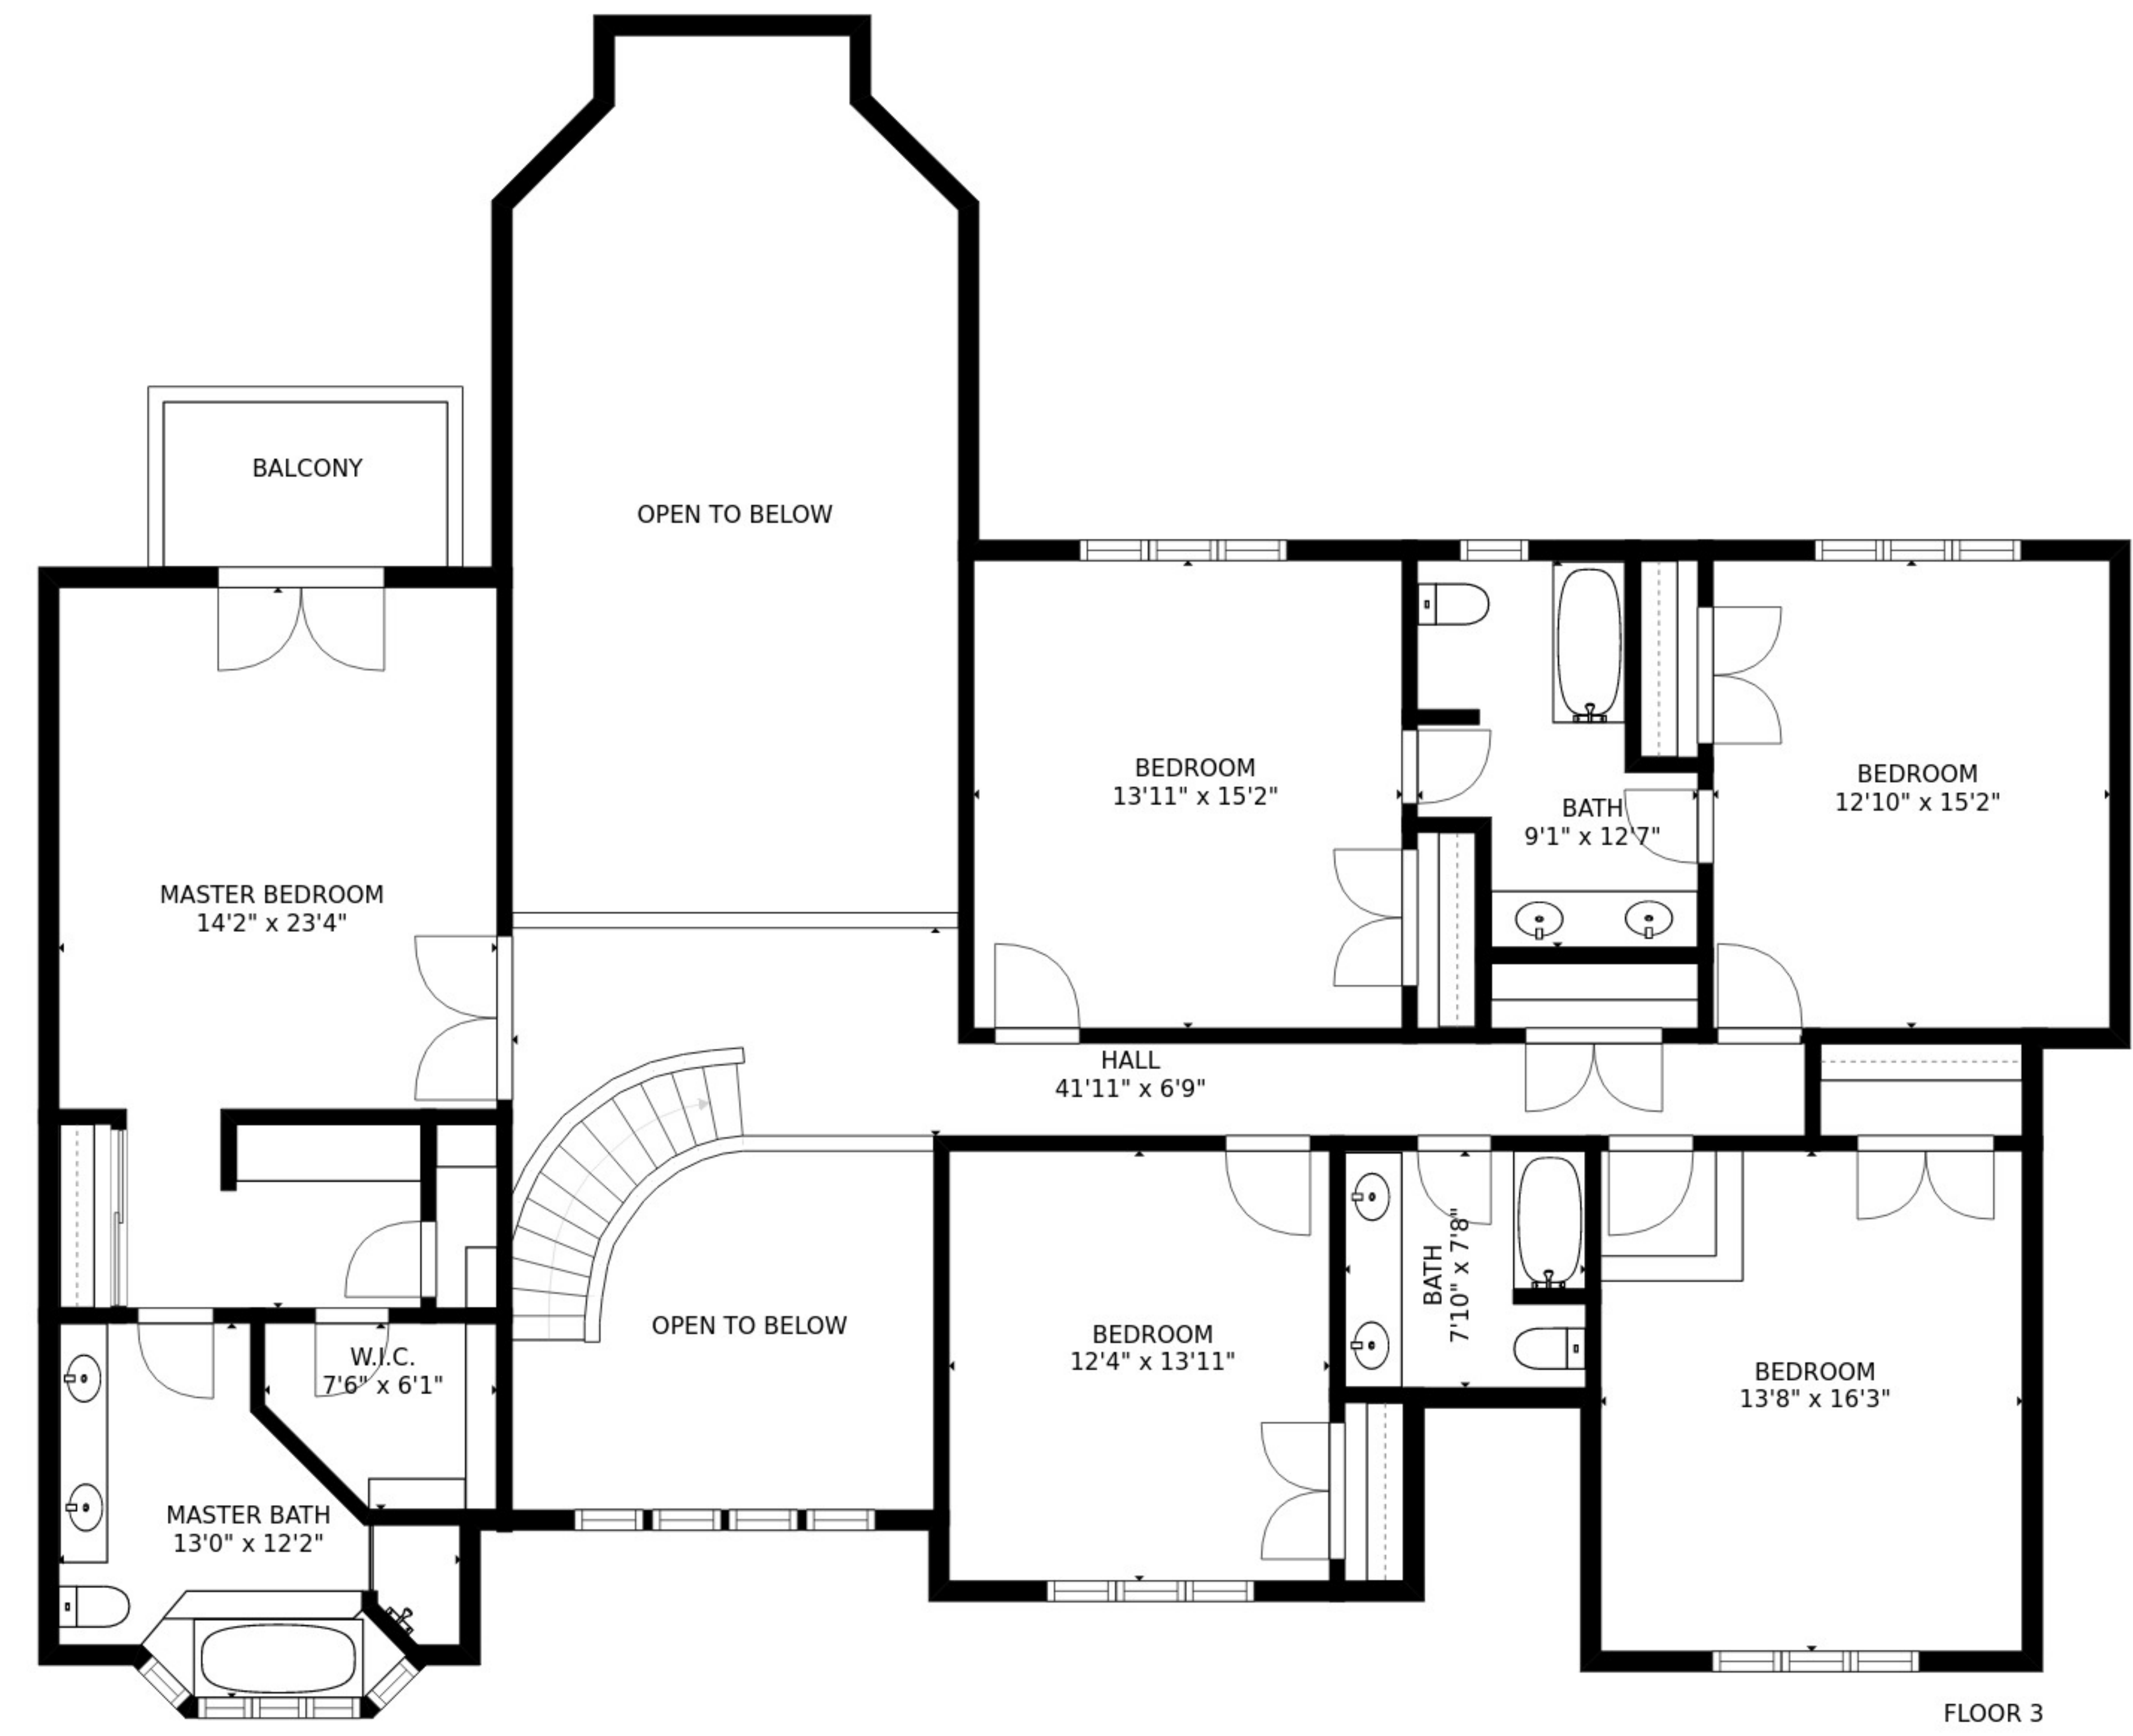 BALCONY
OPEN TO BELOW
MASTER BEDROOM
14'2" x 23'4"
BEDROOM
13'11" x 15'2"
BATH
9'1" x 12'7"
BEDROOM
12'10" x 15'2"
HALL
41'11" x 6'9"
W.I.C.
7'6" x 6'1"
OPEN TO BELOW
BEDROOM
12'4" x 13'11"
BATH
7'10" x 7'8"
BEDROOM
13'8" x 16'3"
MASTER BATH
13'0" x 12'2"
FLOOR 3